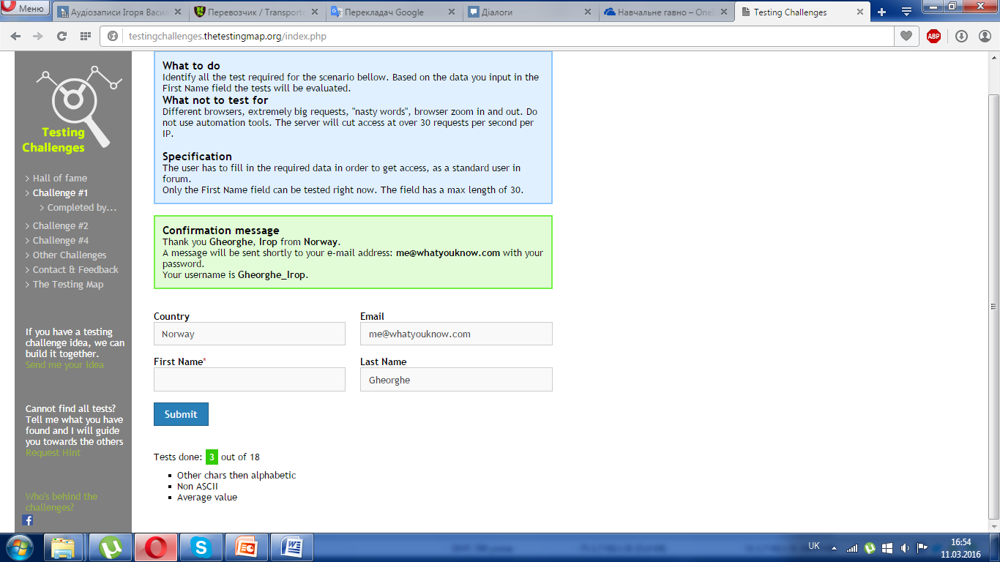 Меню
Аудіозаписи Ігоря Васил
Перевозчик / Transporte
Перекладач Google
Діалоги
Навчальне гавно – OneD
Testing Challenges
testingchallenges.thetestingmap.org/index.php
ABP
Testing
Challenges
> Hall of fame
> Challenge #1
> Completed by...
> Challenge #2
> Challenge #4
> Other Challenges
> Contact & Feedback
> The Testing Map
If you have a testing
challenge idea, we can
build it together.
Send me your idea
Cannot find all tests?
Tell me what you have
found and I will guide
you towards the others
Request Hint
Who's behind the
challenges?
What to do
Identify all the test required for the scenario bellow. Based on the data you input in the
First Name field the tests will be evaluated.
What not to test for
Different browsers, extremely big requests, "nasty words", browser zoom in and out. Do
not use automation tools. The server will cut access at over 30 requests per second per
IP.
Specification
The user has to fill in the required data in order to get access, as a standard user in
forum.
Only the First Name field can be tested right now. The field has a max length of 30.
Confirmation message
Thank you Gheorghe, Irop from Norway.
A message will be sent shortly to your e-mail address: me@whatyouknow.com with your
password.
Your username is Gheorghe_Irop.
Country Email
Norway me@whatyouknow.com
First Name* Last Name
Gheorghe
Submit
Tests done: 3 out of 18
Other chars then alphabetic
Non ASCII
Average value
UK
16:54
11.03.2016